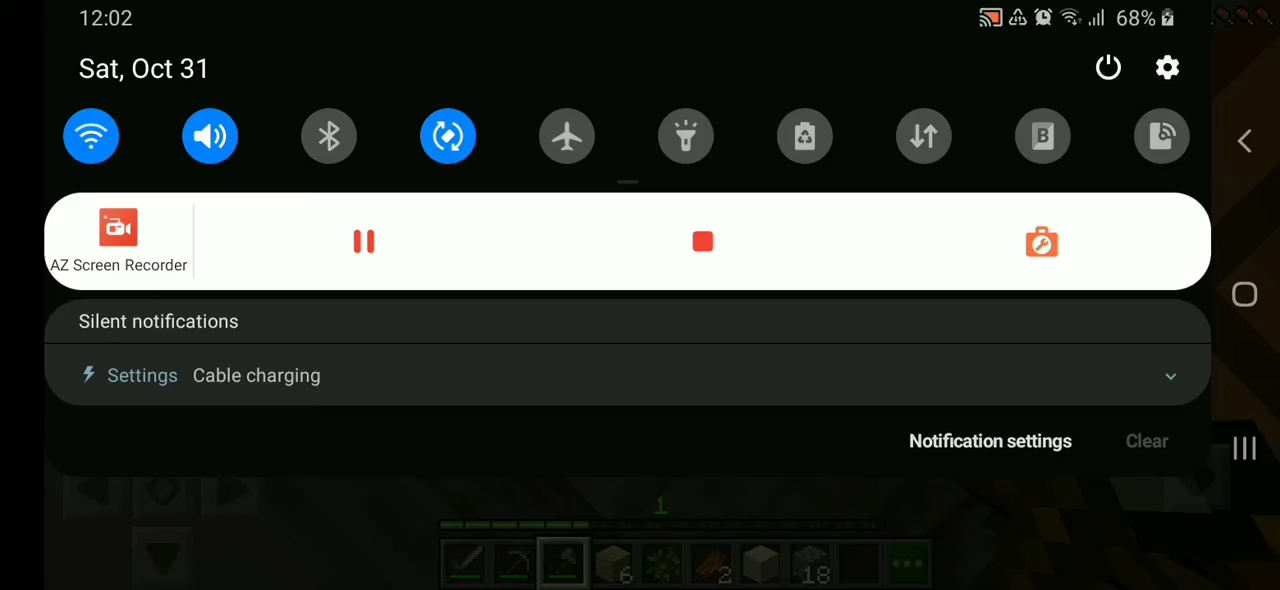 12:02
68%
Sat, Oct 31
B
AZ Screen Recorder
Silent notifications
Settings Cable charging
Notification settings
Clear
1
6
2
18